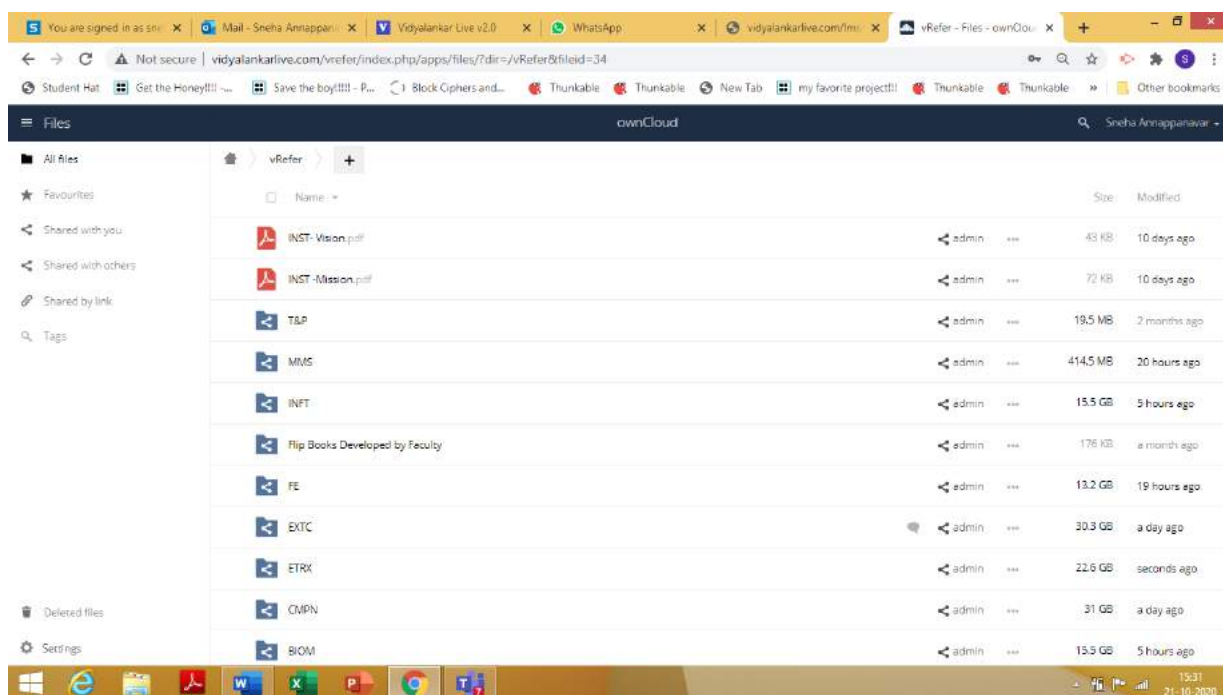 You are signed in as sne
Mail - Sneha Annappan
Vidyalankar Live v2.0
WhatsApp
vidyalankarlive.com/lms
vRefer - Files - ownClou
Not secure | vidyalankarlive.com/vrefer/index.php/apps/files/?dir=/vRefer&fileid=34
Student Hat
Get the Honey!!!! -...
Save the boy!!!!! - P...
Block Ciphers and...
Thunkable
Thunkable
New Tab
my favorite project!!!
Thunkable
Thunkable
Other bookmarks
Files
ownCloud
Sneha Annappanavar
All files
vRefer
+
Favourites
Name
Size
Modified
Shared with you
INST- Vision.pdf
admin
43 KB
10 days ago
Shared with others
INST -Mission.pdf
admin
72 KB
10 days ago
Shared by link
T&P
admin
19.5 MB
2 months ago
Tags
MMS
admin
414.5 MB
20 hours ago
INFT
admin
15.5 GB
5 hours ago
Flip Books Developed by Faculty
admin
176 KB
a month ago
FE
admin
13.2 GB
19 hours ago
EXTC
admin
30.3 GB
a day ago
ETRX
admin
22.6 GB
seconds ago
Deleted files
CMPN
admin
31 GB
a day ago
Settings
BIOM
admin
15.5 GB
5 hours ago
15:31
21-10-2020